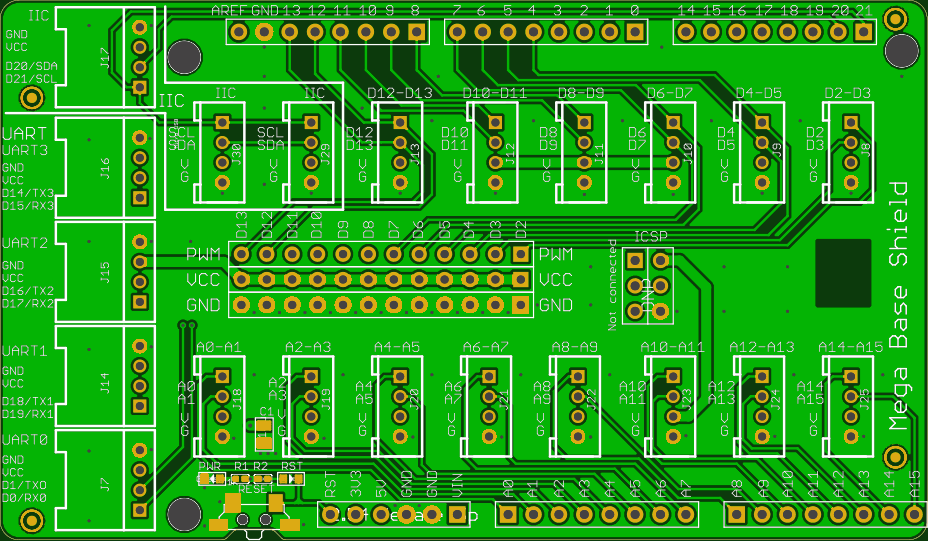 AREF GND 13 12 11 10 9 8
7 6 5 4 3 2 1 0
14 15 16 17 18 19 20 21
IIC
GND
VCC
D20/SDA
D21/SCL
J17
IIC
IIC
SCL
SDA
V
G
J30
IIC
SCL
SDA
V
G
J29
D12-D13
D12
D13
V
G
J13
D10-D11
D10
D11
V
G
J12
D8-D9
D8
D9
V
G
J11
D6-D7
D6
D7
V
G
J10
D4-D5
D4
D5
V
G
J9
D2-D3
D2
D3
V
G
J8
UART
UART3
GND
VCC
D14/TX3
D15/RX3
J16
UART2
GND
VCC
D16/TX2
D17/RX2
J15
D13 D12 D11 D10 D9 D8 D7 D6 D5 D4 D3 D2
PWM PWM
VCC VCC
GND GND
ICSP
Not connected
DNP
Mega Base Shield
UART1
GND
VCC
D18/TX1
D19/RX1
J14
A0-A1
A0
A1
V
G
J18
A2-A3
A2
A3
V
G
J19
A4-A5
A4
A5
V
G
J20
A6-A7
A6
A7
V
G
J21
A8-A9
A8
A9
V
G
J22
A10-A11
A10
A11
V
G
J23
A12-A13
A12
A13
V
G
J24
A14-A15
A14
A15
V
G
J25
C1
UART0
GND
VCC
D1/TX0
D0/RX0
J7
PWR R1 R2 RST
RESET
RST 3V3 5V GND GND VIN
A0 A1 A2 A3 A4 A5 A6 A7
A8 A9 A10 A11 A12 A13 A14 A15